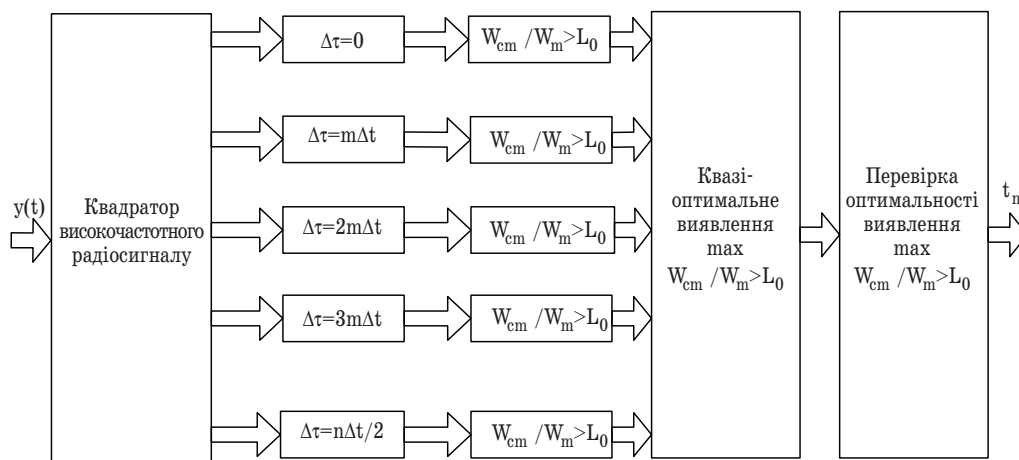 y(t)
Квадратор
високочастотного
радіосигналу
Δτ=0
W_cm /W_m>L_0
Δτ=mΔt
W_cm /W_m>L_0
Δτ=2mΔt
W_cm /W_m>L_0
Δτ=3mΔt
W_cm /W_m>L_0
Δτ=nΔt/2
W_cm /W_m>L_0
Квазі-
оптимальне
виявлення
max
W_cm /W_m>L_0
Перевірка
оптимальності
виявлення
max
W_cm /W_m>L_0